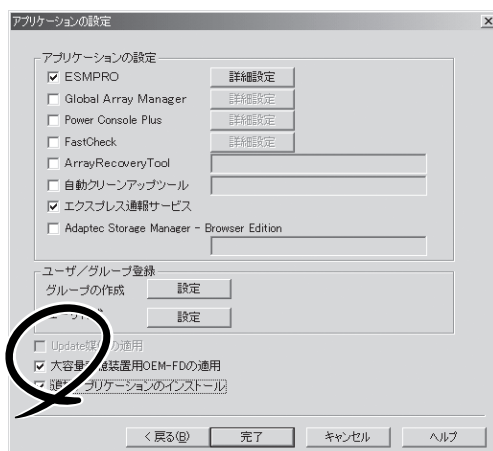 アプリケーションの設定
アプリケーションの設定
ESMPRO 詳細設定
Global Array Manager 詳細設定
Power Console Plus 詳細設定
FastCheck 詳細設定
ArrayRecoveryTool
自動クリーンアップツール
エクスプレス通報サービス
Adaptec Storage Manager - Browser Edition
ユーザ／グループ登録
グループの作成 設定
設定
Update の適用
大容量 装置用OEM-FDの適用
プリケーションのインストール
< 戻る(B) 完了 キャンセル ヘルプ